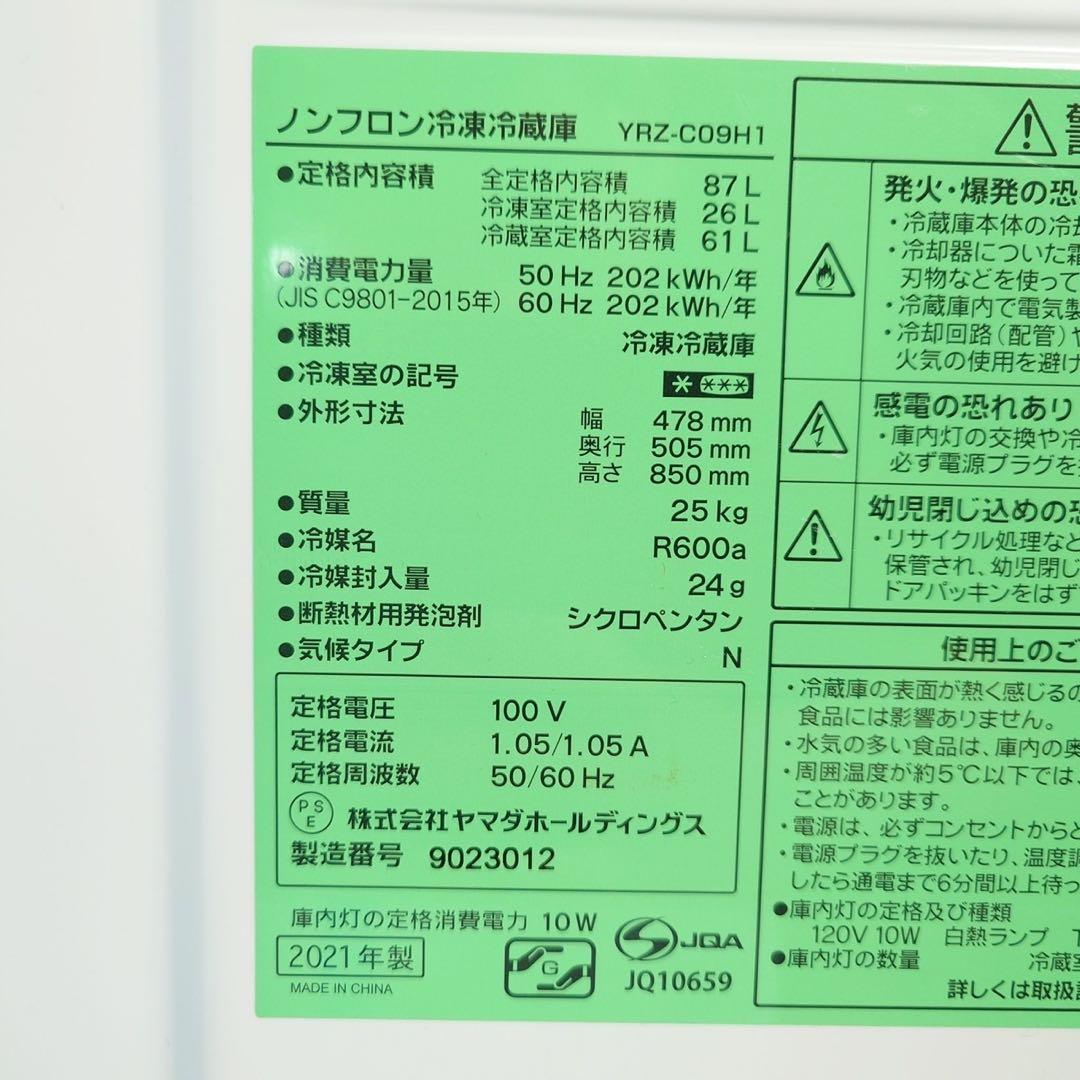 ノンフロン冷凍冷蔵庫 YRZ-C09H1
●定格内容積 全定格内容積 87 L
冷凍室定格内容積 26 L
冷蔵室定格内容積 61 L
●消費電力量 50 Hz 202 kWh/年
(JIS C9801-2015年) 60 Hz 202 kWh/年
●種類 冷凍冷蔵庫
●冷凍室の記号
●外形寸法 幅 478 mm
奥行 505 mm
高さ 850 mm
●質量 25 kg
●冷媒名 R600a
●冷媒封入量 24 g
●断熱材用発泡剤 シクロペンタン
●気候タイプ N
定格電圧 100 V
定格電流 1.05/1.05 A
定格周波数 50/60 Hz
PSE 株式会社ヤマダホールディングス
製造番号 9023012
庫内灯の定格消費電力 10 W
2021年製
MADE IN CHINA
G
JQA
JQ10659
発火・爆発の恐
・冷蔵庫本体の冷却
・冷却器についた霜
刃物などを使って
・冷蔵庫内で電気製
・冷却回路(配管)や
火気の使用を避け
感電の恐れあり
・庫内灯の交換や冷
必ず電源プラグを
幼児閉じ込めの恐
・リサイクル処理など
保管され、幼児閉じ
ドアパッキンをはず
使用上のご
・冷蔵庫の表面が熱く感じるの
食品には影響ありません。
・水気の多い食品は、庫内の奥
・周囲温度が約5℃以下では、
ことがあります。
・電源は、必ずコンセントからと
・電源プラグを抜いたり、温度調
したら通電まで6分間以上待っ
●庫内灯の定格及び種類
120V 10W 白熱ランプ T
●庫内灯の数量 冷蔵室
詳しくは取扱説